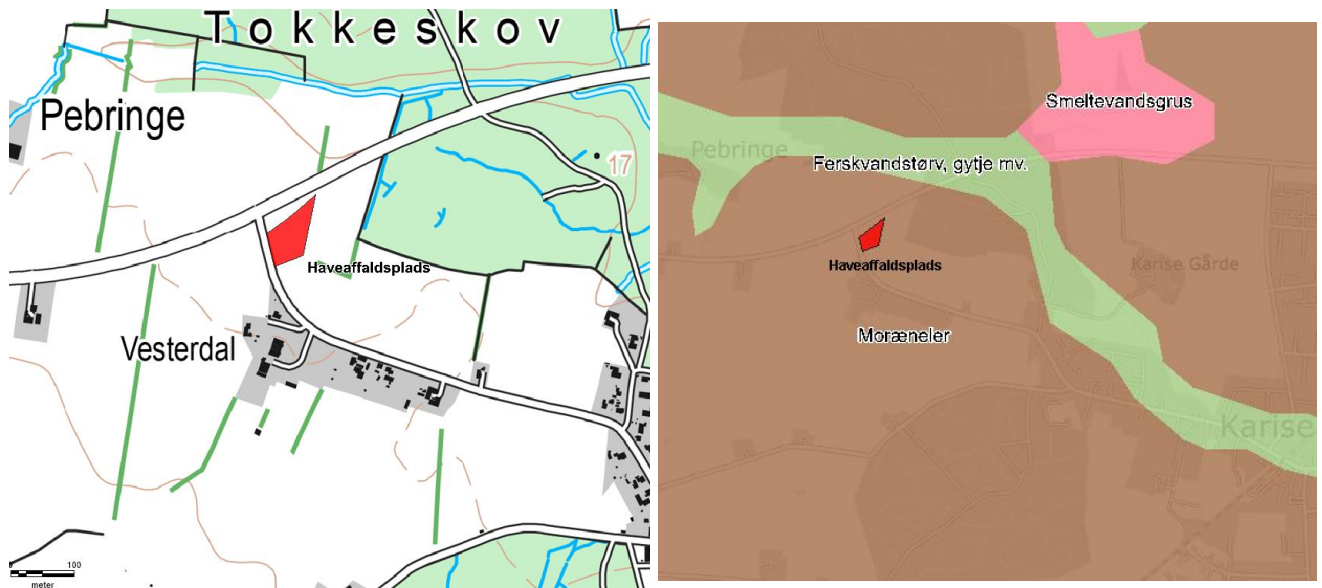 Tokkeskov
Pebringe
17
Haveaffaldsplads
Vesterdal
0 100
meter
Smeltevandsgrus
Pebringe
Ferskvandstørv, gytje mv.
Karise Gårde
Haveaffaldsplads
Moræneler
Karise